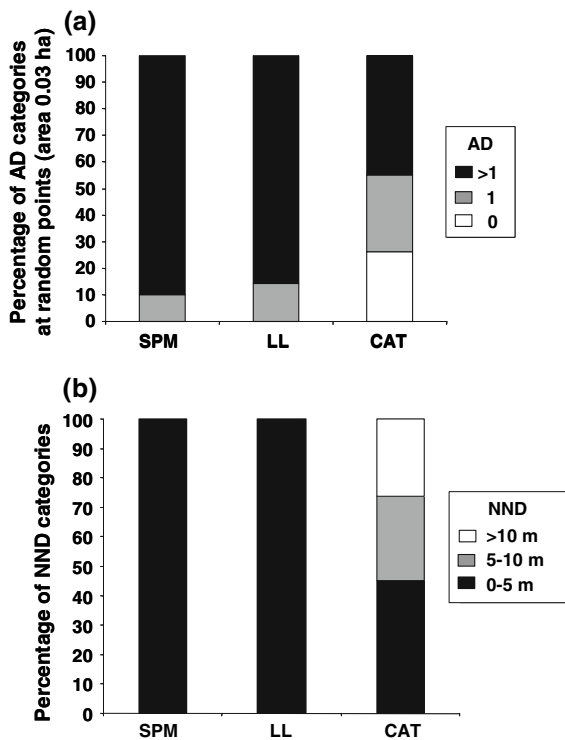 (a)
Percentage of AD categories
at random points (area 0.03 ha)
100
90
80
70
60
50
40
30
20
10
0
SPM LL CAT
AD
>1
1
0
(b)
Percentage of NND categories
100
90
80
70
60
50
40
30
20
10
0
SPM LL CAT
NND
>10 m
5-10 m
0-5 m